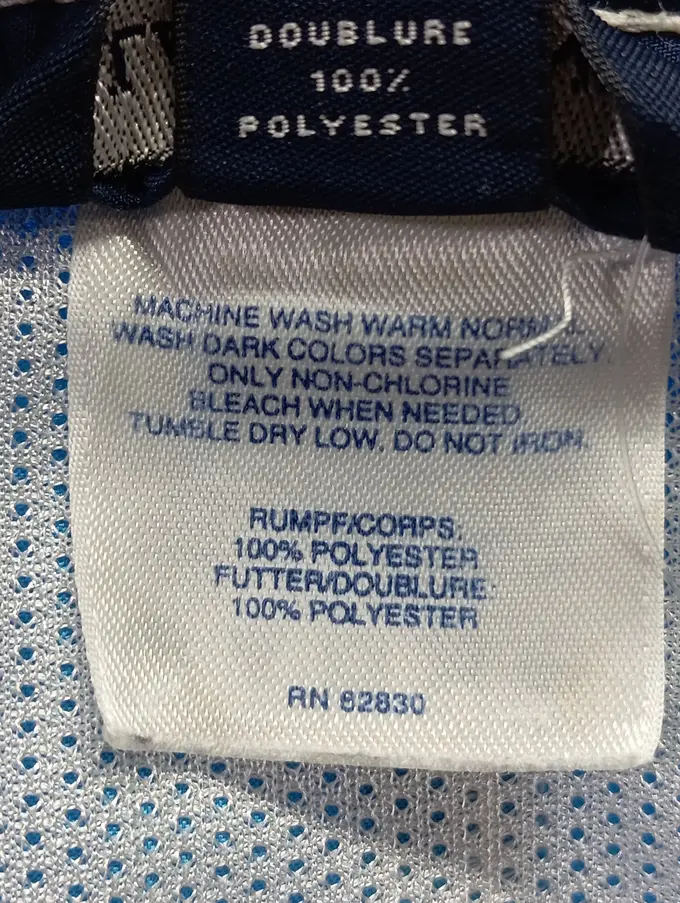 DOUBLURE
100%
POLYESTER
MACHINE WASH WARM NORMAL.
WASH DARK COLORS SEPARATELY.
ONLY NON-CHLORINE
BLEACH WHEN NEEDED
TUMBLE DRY LOW. DO NOT IRON.
RUMPF/CORPS:
100% POLYESTER
FUTTER/DOUBLURE:
100% POLYESTER
RN 62830